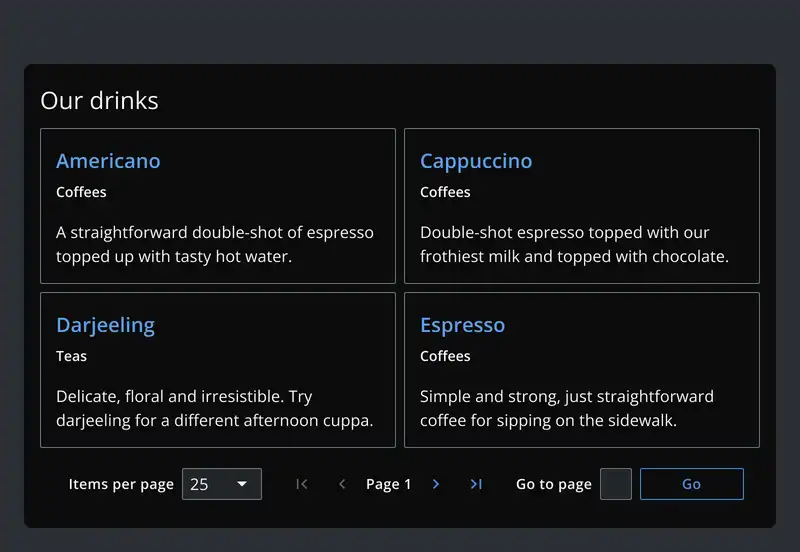 Our drinks
Americano
Coffees
A straightforward double-shot of espresso
topped up with tasty hot water.
Cappuccino
Coffees
Double-shot espresso topped with our
frothiest milk and topped with chocolate.
Darjeeling
Teas
Delicate, floral and irresistible. Try
darjeeling for a different afternoon cuppa.
Espresso
Coffees
Simple and strong, just straightforward
coffee for sipping on the sidewalk.
Items per page 25 Page 1 Go to page Go